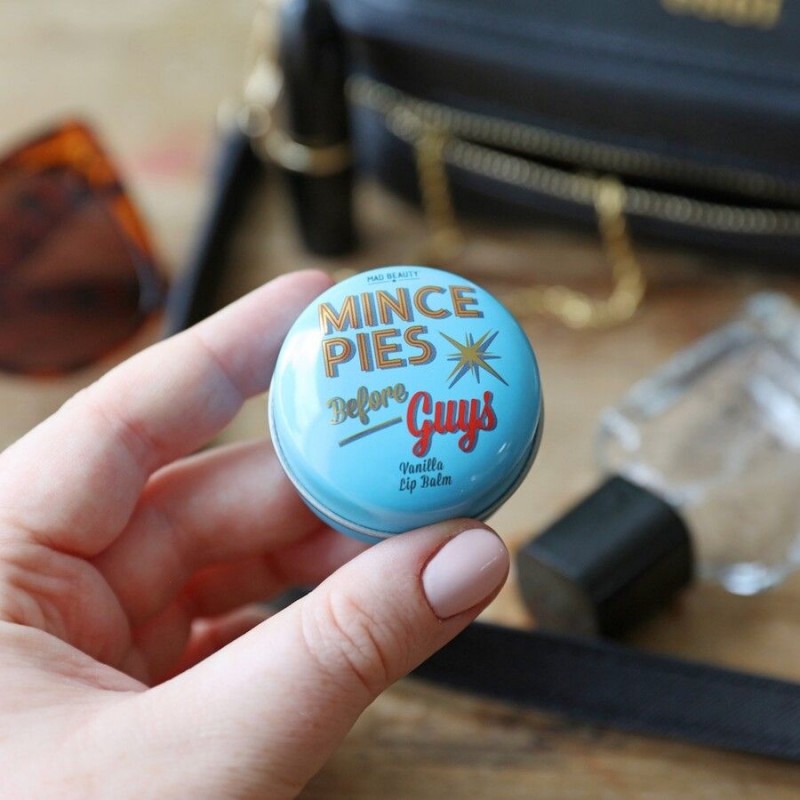 MAD BEAUTY
MINCE
PIES
Before
Guys
Vanilla
Lip Balm